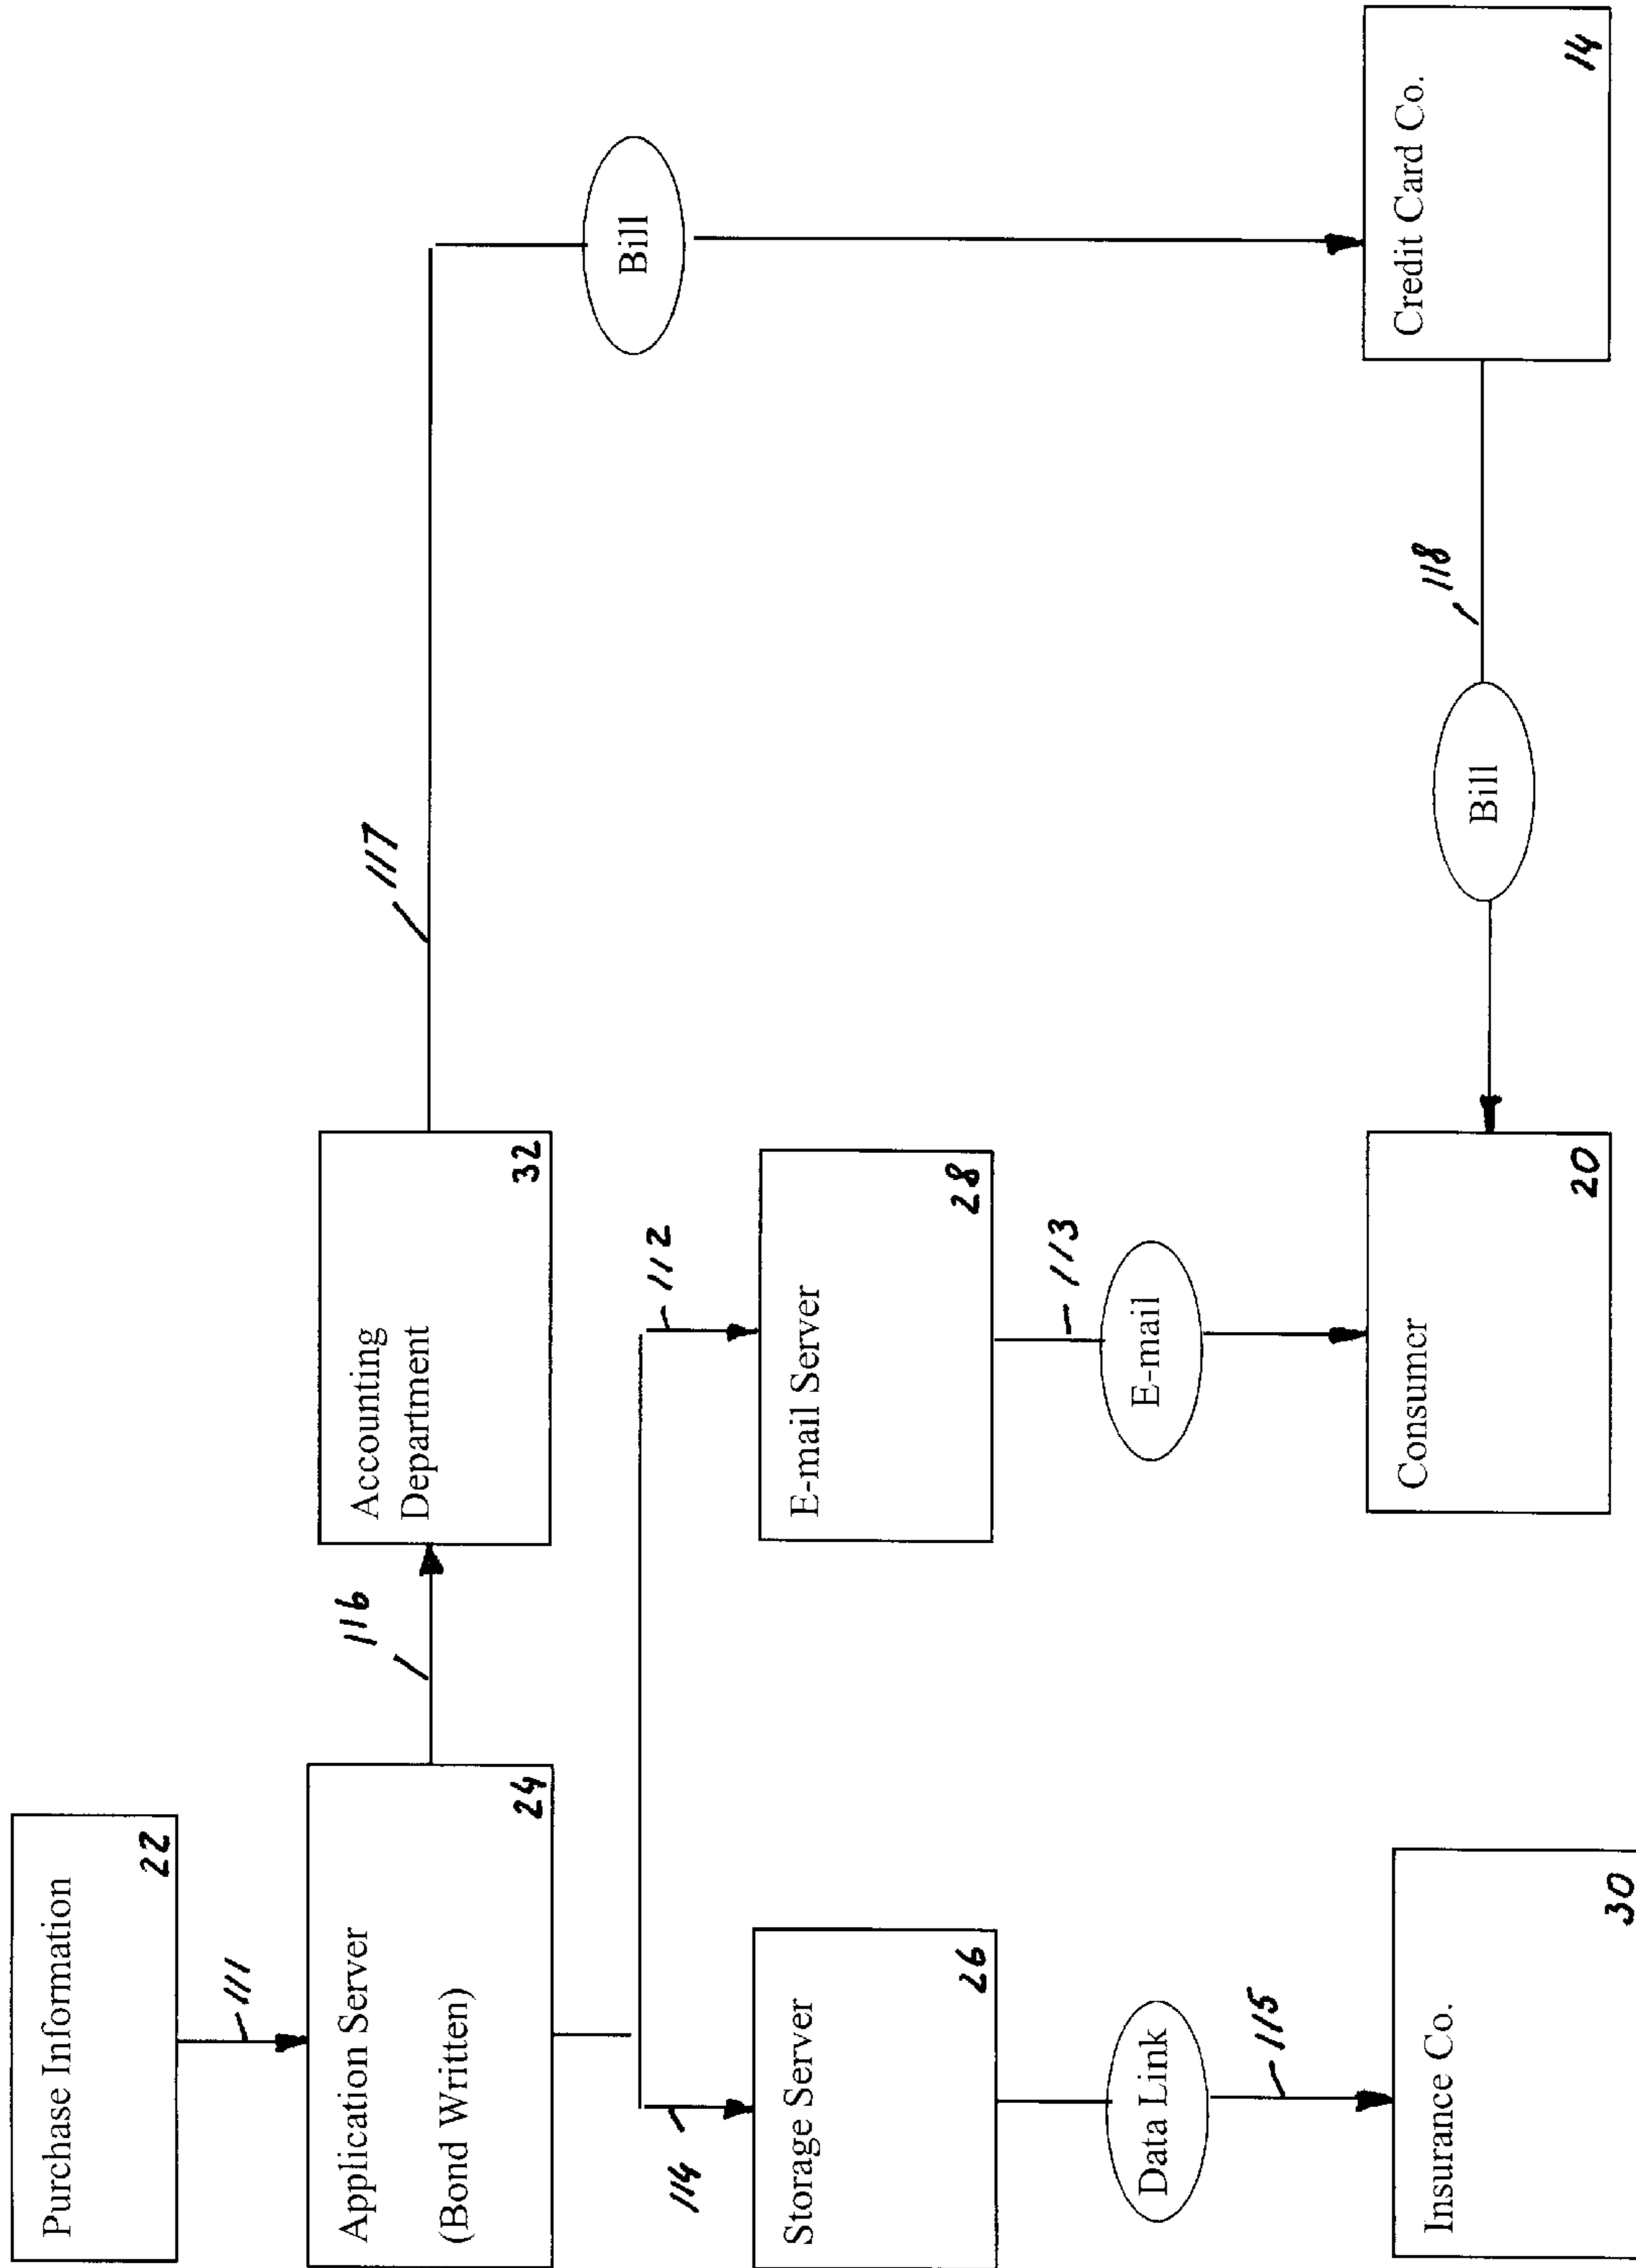 Purchase Information
22
111
Application Server
(Bond Written)
24
116
Accounting
Department
32
117
Bill
114
112
Storage Server
26
E-mail Server
28
Data Link
115
113
E-mail
Insurance Co.
30
Consumer
20
Bill
118
Credit Card Co.
14